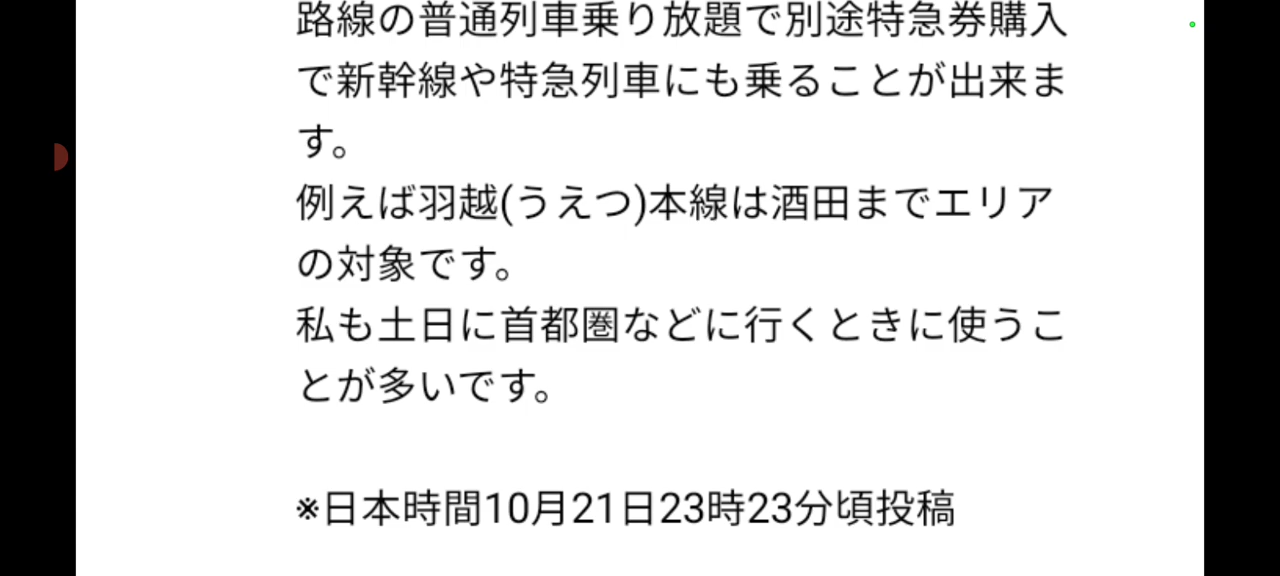 路線の普通列車乗り放題で別途特急券購入
で新幹線や特急列車にも乗ることが出来ま
す。
例えば羽越(うえつ)本線は酒田までエリア
の対象です。
私も土日に首都圏などに行くときに使うこ
とが多いです。
※日本時間10月21日23時23分頃投稿